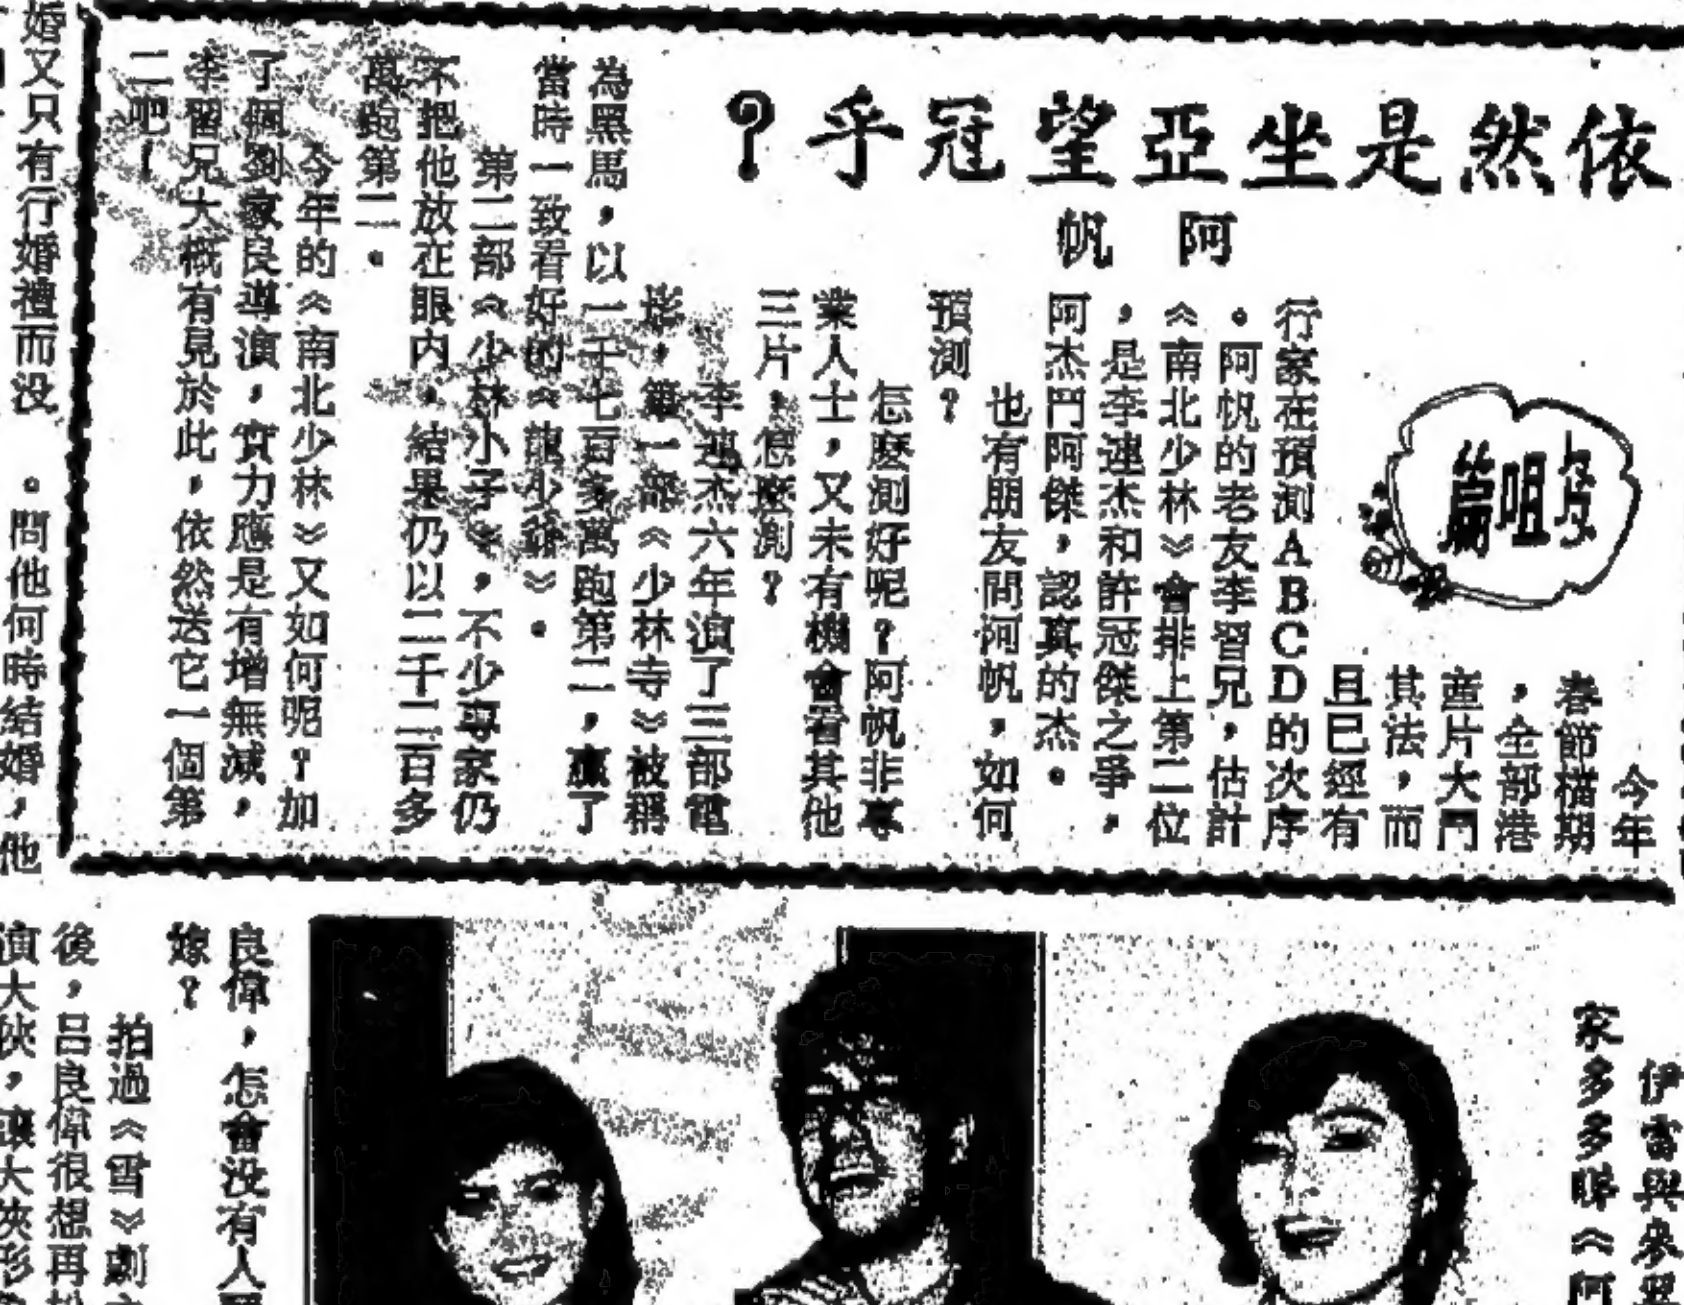 依然是坐亞望冠乎？
阿帆
咀篇
今年
春節檔期
，全部港
産片大鬥
其法，而
且已經有
行家在預測ABCD的次序
。阿帆的老友李習兄，估計
《南北少林》會排上第二位
，是李連杰和許冠傑之爭，
阿杰鬥阿傑，認真的杰。
也有朋友問阿帆，如何
預測？
怎麽測好呢？阿帆非專
業人士，又未有機會看其他
三片，怎麽測？
李連杰六年演了三部電
影，第一部《少林寺》被稱
為黑馬，以一千七百多萬跑第二，贏了
當時一致看好的《龍少爺》。
第二部《少林小子》，不少專家仍
不把他放在眼内，結果仍以二千二百多
萬跑第二。
今年的《南北少林》又如何呢？加
了個劉家良導演，實力應是有增無減，
李習兄大概有見於此，依然送它一個第
二吧！
婚又只有行婚禮而没
。問他何時結婚，他
伊雷與
家多多睇《阿
良偉，怎會没有人
嫁？
拍過《雪》劇
後，呂良偉很想再
演大俠，讓大俠形